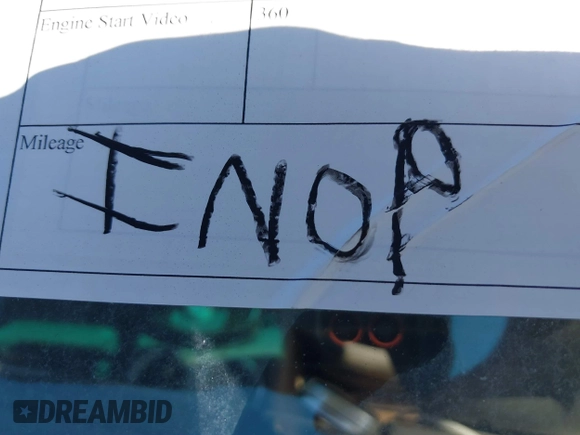 Engine Start Video 360
Mileage INOP
DREAMBID